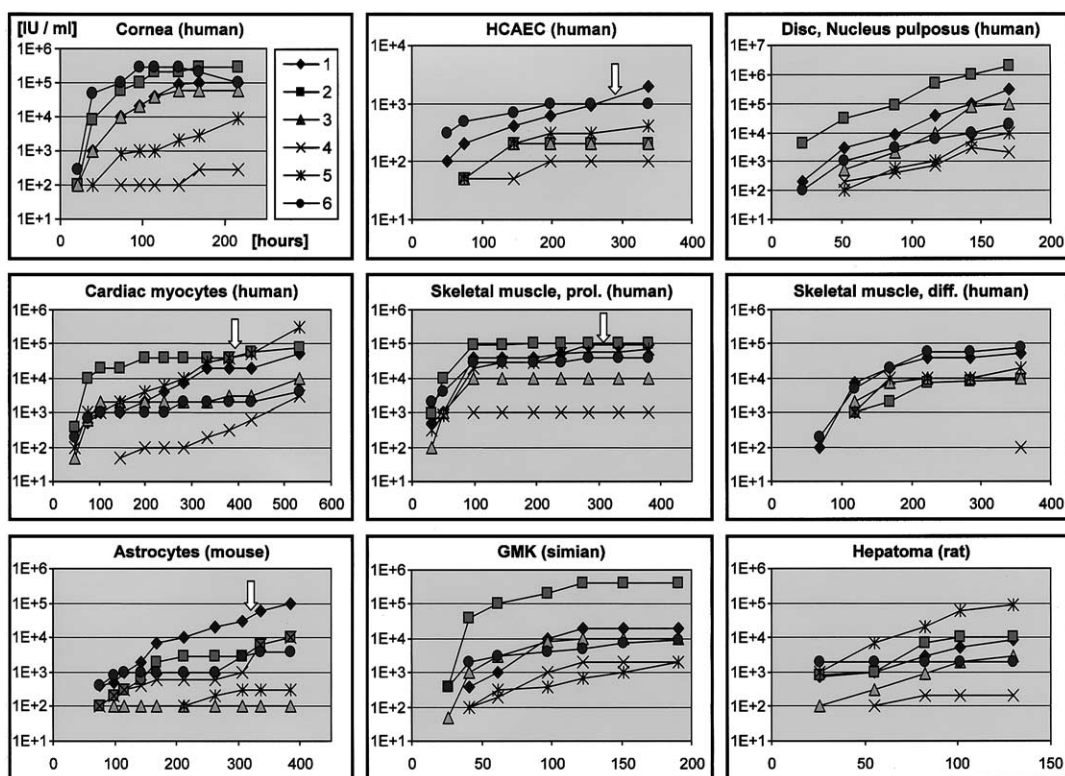 [IU / ml]
Cornea (human)
1E+6
1E+5
1E+4
1E+3
1E+2
1E+1
0 100 200
[hours]
1
2
3
4
5
6
HCAEC (human)
1E+4
1E+3
1E+2
1E+1
0 100 200 300 400
Disc, Nucleus pulposus (human)
1E+7
1E+6
1E+5
1E+4
1E+3
1E+2
1E+1
0 50 100 150 200
Cardiac myocytes (human)
1E+6
1E+5
1E+4
1E+3
1E+2
1E+1
0 100 200 300 400 500 600
Skeletal muscle, prol. (human)
1E+6
1E+5
1E+4
1E+3
1E+2
1E+1
0 100 200 300 400
Skeletal muscle, diff. (human)
1E+6
1E+5
1E+4
1E+3
1E+2
1E+1
0 100 200 300 400
Astrocytes (mouse)
1E+6
1E+5
1E+4
1E+3
1E+2
1E+1
0 100 200 300 400 500
GMK (simian)
1E+6
1E+5
1E+4
1E+3
1E+2
1E+1
0 50 100 150 200
Hepatoma (rat)
1E+6
1E+5
1E+4
1E+3
1E+2
1E+1
0 50 100 150